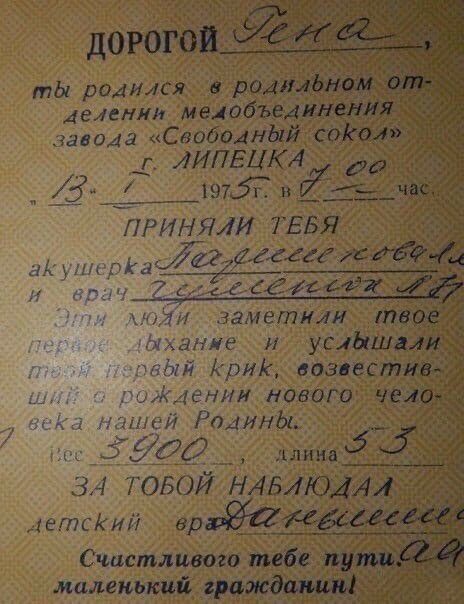 ДОРОГОЙ Гена,
ты родился в родильном от-
делении медобъединения
завода «Свободный сокол»
г. ЛИПЕЦКА
„13" I 1975 г. в 7 00 час.
ПРИНЯЛИ ТЕБЯ
акушерка
и врач
Эти люди заметили твое
первое дыхание и услышали
твой первый крик, возвестив-
ший о рождении нового чело-
века нашей Родины.
Вес 3900, длина 53
ЗА ТОБОЙ НАБЛЮДАЛ
детский врач
Счастливого тебе пути,
маленький гражданин!